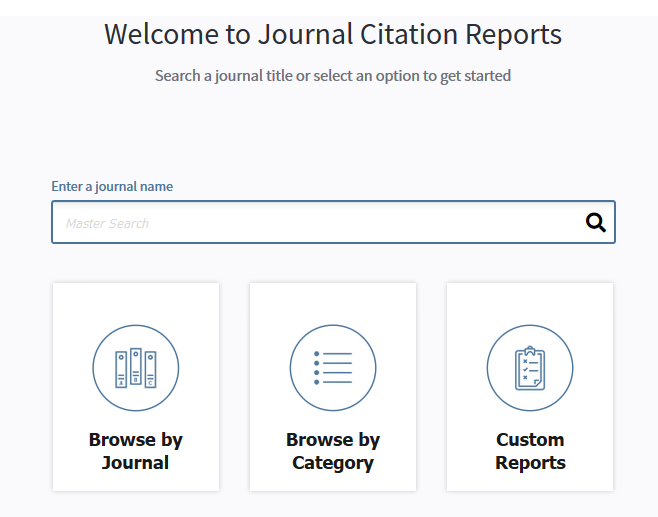 Welcome to Journal Citation Reports
Search a journal title or select an option to get started
Enter a journal name
Master Search
A B C
Browse by
Journal
Browse by
Category
Custom
Reports